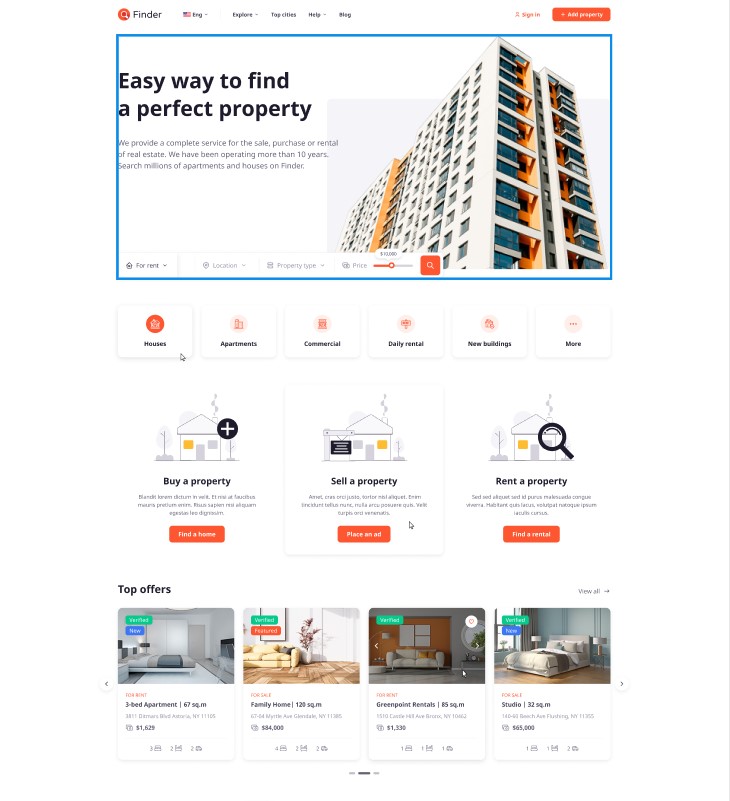 Finder
Eng
Explore
Top cities
Help
Blog
Sign in
+ Add property
Easy way to find
a perfect property
We provide a complete service for the sale, purchase or rental
of real estate. We have been operating more than 10 years.
Search millions of apartments and houses on Finder.
For rent
Location
Property type
Price
$10,000
Houses
Apartments
Commercial
Daily rental
New buildings
More
Buy a property
Blandit lorem dictum in velit. Et nisi at faucibus
mauris pretium enim. Risus sapien nisi aliquam
egestas leo dignissim.
Find a home
Sell a property
Amet, cras orci justo, tortor nisl aliquet. Enim
tincidunt tellus nunc, nulla arcu posuere quis. Velit
turpis orci venenatis.
Place an ad
Rent a property
Sed sed aliquet sed id purus malesuada congue
viverra. Habitant quis lacus, volutpat natoque ipsum
iaculis cursus.
Find a rental
Top offers
View all
Verified
New
FOR RENT
3-bed Apartment | 67 sq.m
3811 Ditmars Blvd Astoria, NY 11105
$1,629
3 2 2
Verified
Featured
FOR SALE
Family Home| 120 sq.m
67-04 Myrtle Ave Glendale, NY 11385
$84,000
4 2 2
Verified
FOR RENT
Greenpoint Rentals | 85 sq.m
1510 Castle Hill Ave Bronx, NY 10462
$1,330
1 1 1
Verified
New
FOR SALE
Studio | 32 sq.m
140-60 Beech Ave Flushing, NY 11355
$65,000
1 1 2